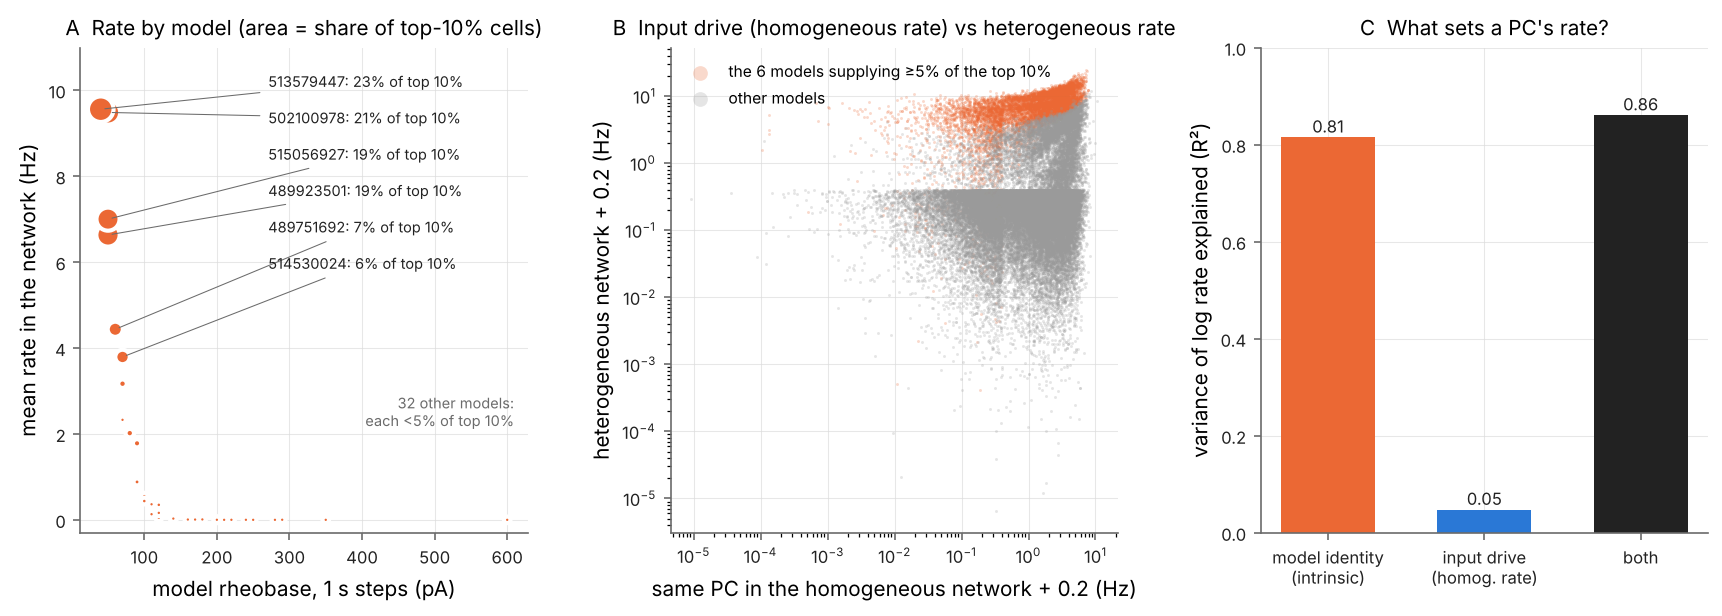 A  Rate by model (area = share of top-10% cells)
mean rate in the network (Hz)
10
8
6
4
2
0
513579447: 23% of top 10%
502100978: 21% of top 10%
515056927: 19% of top 10%
489923501: 19% of top 10%
489751692: 7% of top 10%
514530024: 6% of top 10%
32 other models:
each <5% of top 10%
100
200
300
400
500
600
model rheobase, 1 s steps (pA)
B  Input drive (homogeneous rate) vs heterogeneous rate
heterogeneous network + 0.2 (Hz)
the 6 models supplying ≥5% of the top 10%
other models
10¹
10⁰
10⁻¹
10⁻²
10⁻³
10⁻⁴
10⁻⁵
10⁻⁵
10⁻⁴
10⁻³
10⁻²
10⁻¹
10⁰
10¹
same PC in the homogeneous network + 0.2 (Hz)
C  What sets a PC's rate?
variance of log rate explained (R²)
1.0
0.8
0.6
0.4
0.2
0.0
0.81
0.05
0.86
model identity
(intrinsic)
input drive
(homog. rate)
both